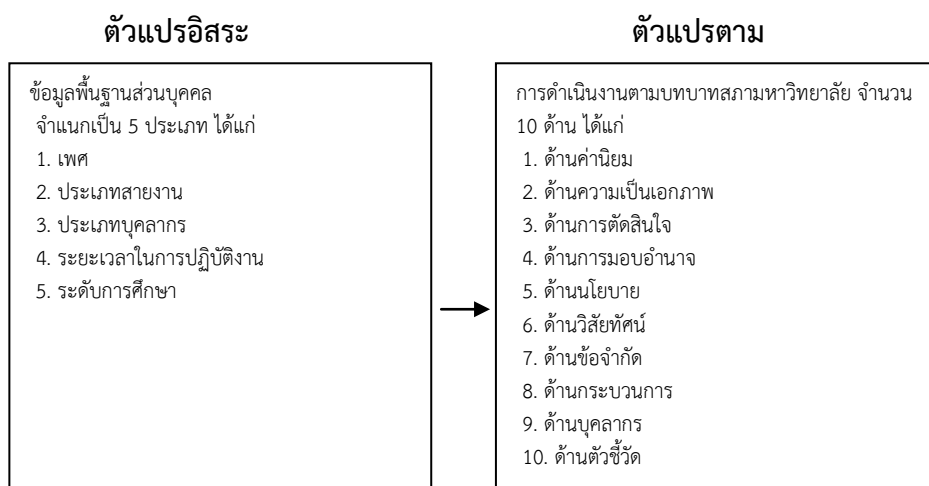 ตัวแปรอิสระ
ข้อมูลพื้นฐานส่วนบุคคล
จำแนกเป็น 5 ประเภท ได้แก่
1. เพศ
2. ประเภทสายงาน
3. ประเภทบุคลากร
4. ระยะเวลาในการปฏิบัติงาน
5. ระดับการศึกษา
ตัวแปรตาม
การดำเนินงานตามบทบาทสภามหาวิทยาลัย จำนวน
10 ด้าน ได้แก่
1. ด้านค่านิยม
2. ด้านความเป็นเอกภาพ
3. ด้านการตัดสินใจ
4. ด้านการมอบอำนาจ
5. ด้านนโยบาย
6. ด้านวิสัยทัศน์
7. ด้านข้อจำกัด
8. ด้านกระบวนการ
9. ด้านบุคลากร
10. ด้านตัวชี้วัด